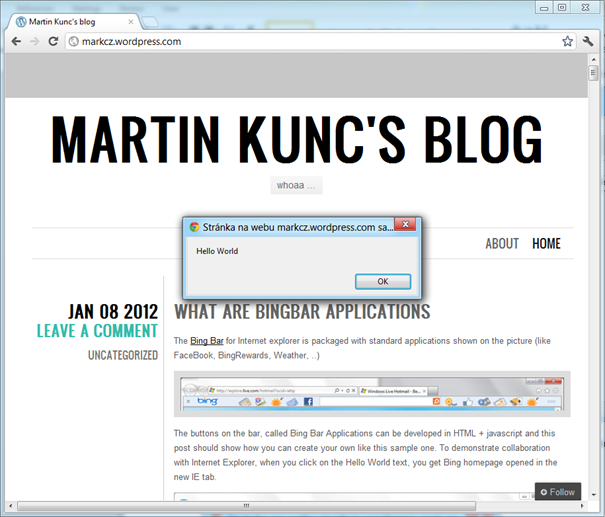 Martin Kunc's blog
markcz.wordpress.com
MARTIN KUNC'S BLOG
whoaa ...
ABOUT HOME
Stránka na webu markcz.wordpress.com sa...
Hello World
OK
JAN 08 2012
LEAVE A COMMENT
UNCATEGORIZED
WHAT ARE BINGBAR APPLICATIONS
The Bing Bar for Internet explorer is packaged with standard applications shown on the picture (like
FaceBook, BingRewards, Weather, ..)
bing
The buttons on the bar, called Bing Bar Applications can be developed in HTML + javascript and this
post should show how you can create your own like this sample one. To demonstrate collaboration
with Internet Explorer, when you click on the Hello World text, you get Bing homepage opened in the
new IE tab.
Follow